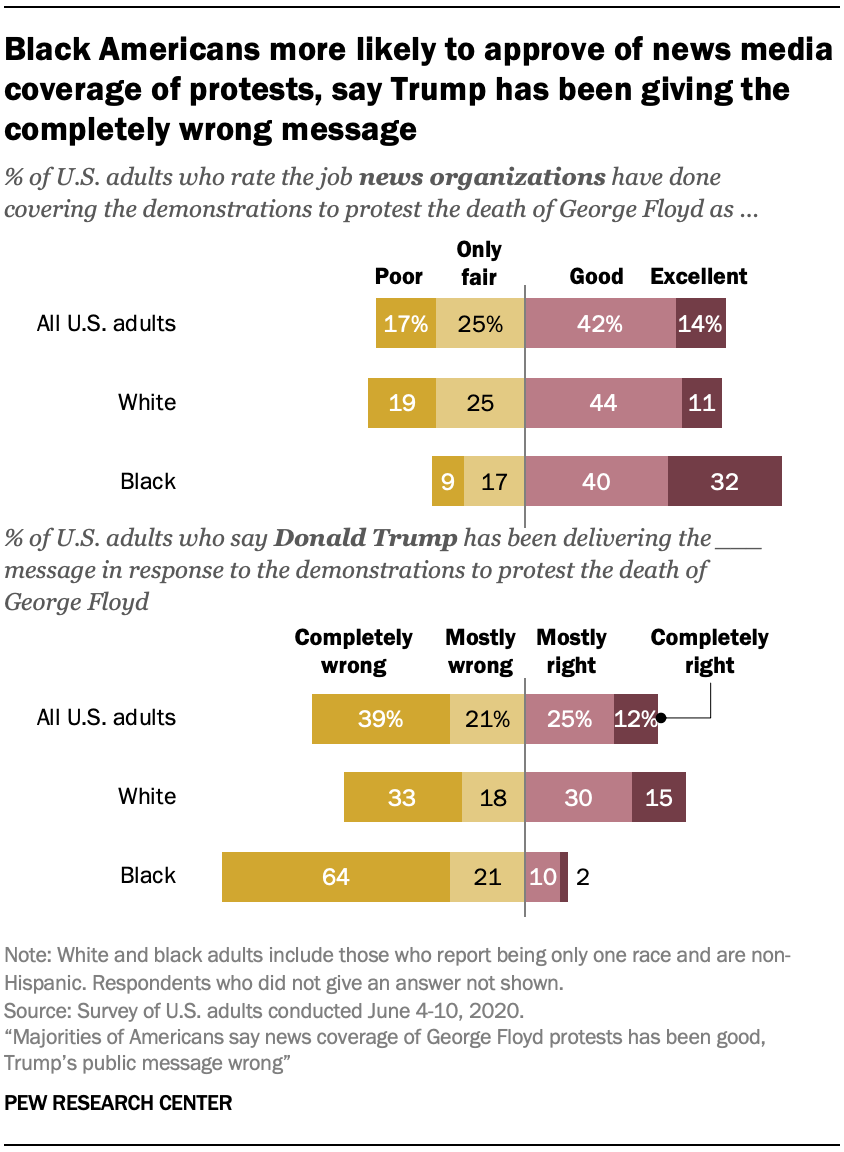 Black Americans more likely to approve of news media
coverage of protests, say Trump has been giving the
completely wrong message
% of U.S. adults who rate the job news organizations have done
covering the demonstrations to protest the death of George Floyd as ...
Poor Only fair Good Excellent
All U.S. adults 17% 25% 42% 14%
White 19 25 44 11
Black 9 17 40 32
% of U.S. adults who say Donald Trump has been delivering the ___
message in response to the demonstrations to protest the death of
George Floyd
Completely wrong Mostly wrong Mostly right Completely right
All U.S. adults 39% 21% 25% 12%
White 33 18 30 15
Black 64 21 10 2
Note: White and black adults include those who report being only one race and are non-
Hispanic. Respondents who did not give an answer not shown.
Source: Survey of U.S. adults conducted June 4-10, 2020.
“Majorities of Americans say news coverage of George Floyd protests has been good,
Trump’s public message wrong”
PEW RESEARCH CENTER